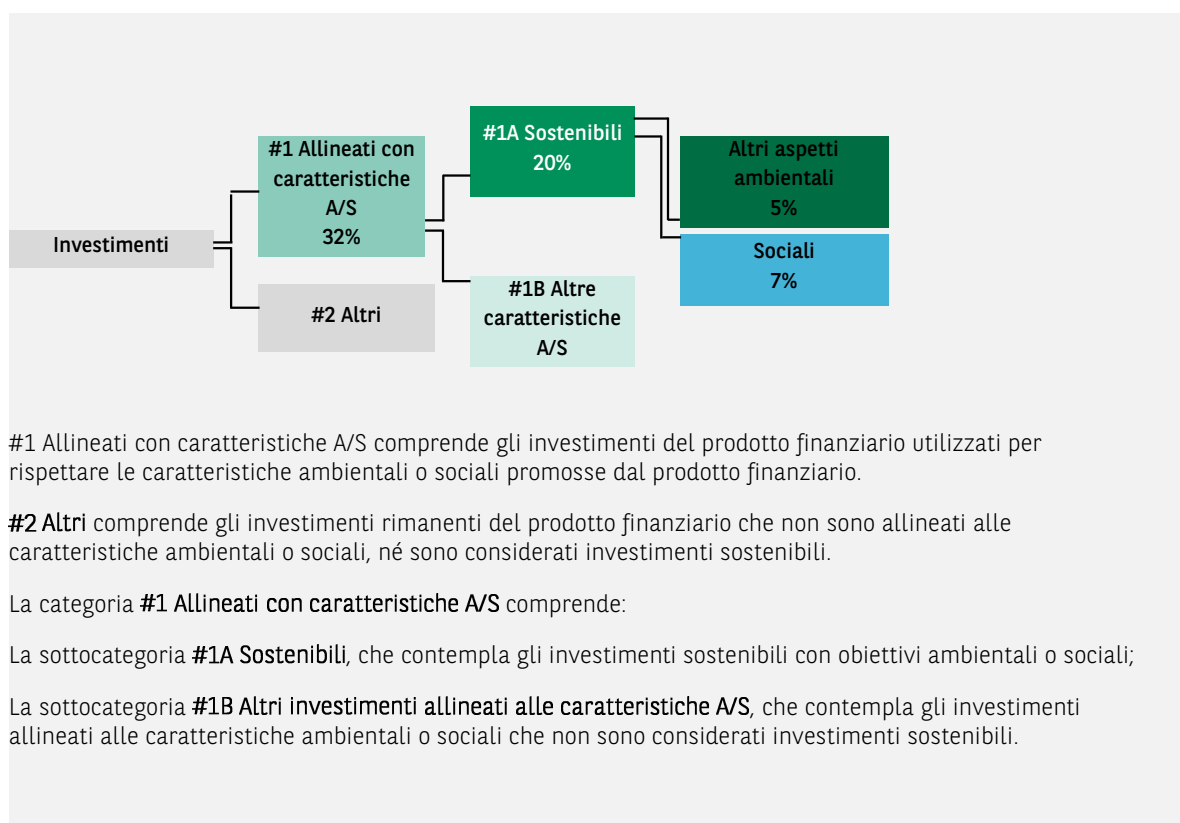 #1A Sostenibili
20%
#1 Allineati con
caratteristiche
A/S
32%
Altri aspetti
ambientali
5%
Investimenti
Sociali
7%
#2 Altri
#1B Altre
caratteristiche
A/S
#1 Allineati con caratteristiche A/S comprende gli investimenti del prodotto finanziario utilizzati per
rispettare le caratteristiche ambientali o sociali promosse dal prodotto finanziario.
#2 Altri comprende gli investimenti rimanenti del prodotto finanziario che non sono allineati alle
caratteristiche ambientali o sociali, né sono considerati investimenti sostenibili.
La categoria #1 Allineati con caratteristiche A/S comprende:
La sottocategoria #1A Sostenibili, che contempla gli investimenti sostenibili con obiettivi ambientali o sociali;
La sottocategoria #1B Altri investimenti allineati alle caratteristiche A/S, che contempla gli investimenti
allineati alle caratteristiche ambientali o sociali che non sono considerati investimenti sostenibili.